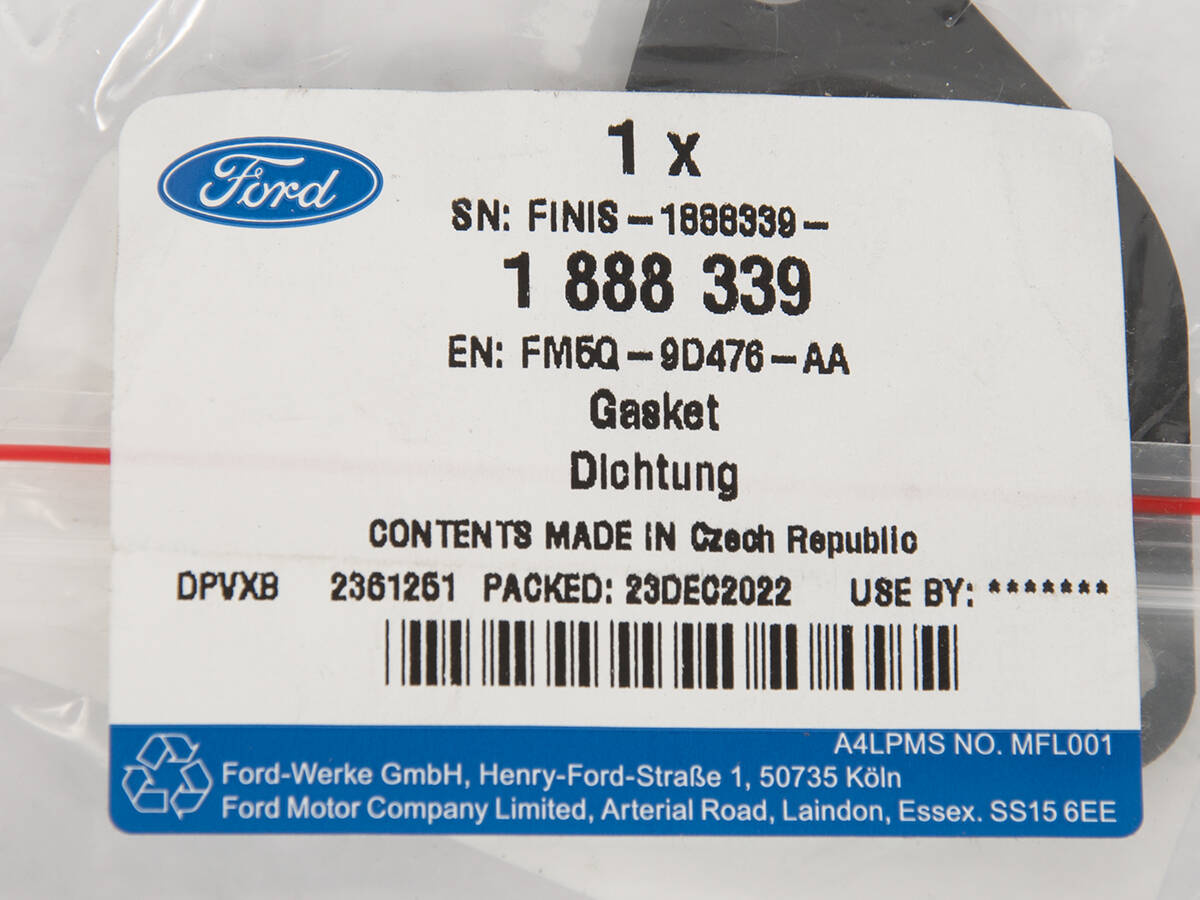 Ford
1 x
SN: FINIS-1888339-
1 888 339
EN: FM5Q-9D476-AA
Gasket
Dichtung
CONTENTS MADE IN Czech Republic
DPVXB 2361251 PACKED: 23DEC2022 USE BY: *******
A4LPMS NO. MFL001
Ford-Werke GmbH, Henry-Ford-Straße 1, 50735 Köln
Ford Motor Company Limited, Arterial Road, Laindon, Essex. SS15 6EE